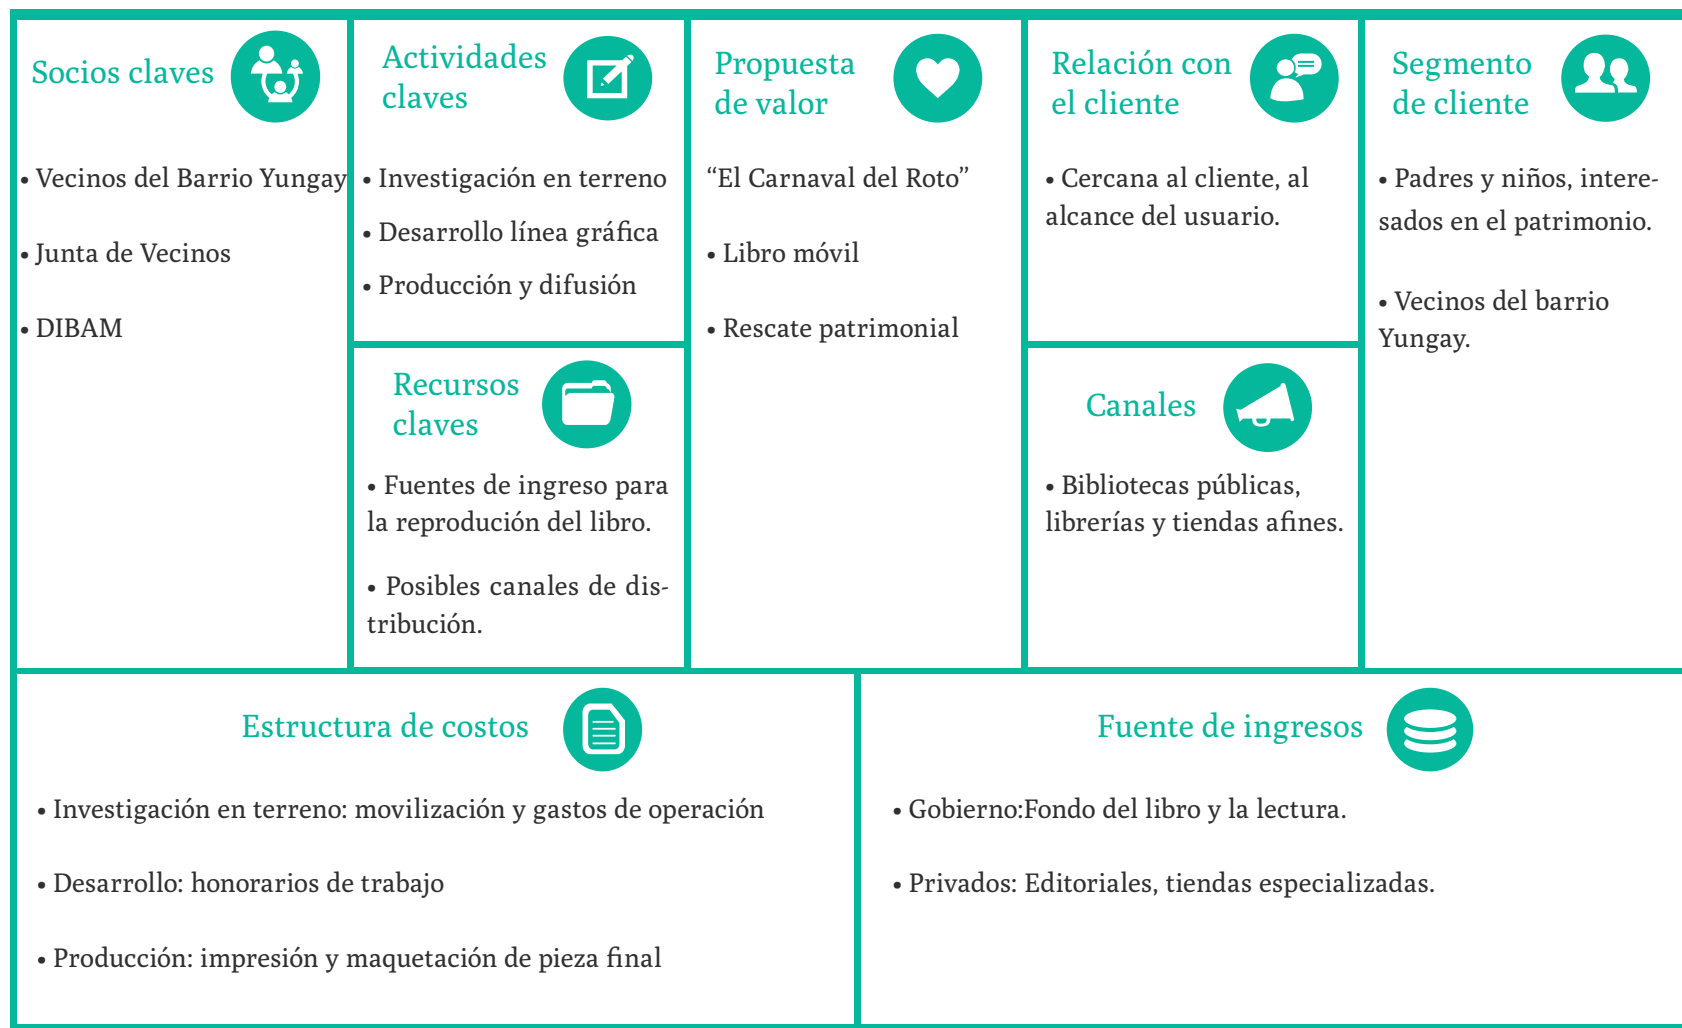 Socios claves
• Vecinos del Barrio Yungay
• Junta de Vecinos
• DIBAM
Actividades
claves
• Investigación en terreno
• Desarrollo línea gráfica
• Producción y difusión
Recursos
claves
• Fuentes de ingreso para
la reprodución del libro.
• Posibles canales de dis-
tribución.
Propuesta
de valor
“El Carnaval del Roto”
• Libro móvil
• Rescate patrimonial
Relación con
el cliente
• Cercana al cliente, al
alcance del usuario.
Canales
• Bibliotecas públicas,
librerías y tiendas afines.
Segmento
de cliente
• Padres y niños, intere-
sados en el patrimonio.
• Vecinos del barrio
Yungay.
Estructura de costos
• Investigación en terreno: movilización y gastos de operación
• Desarrollo: honorarios de trabajo
• Producción: impresión y maquetación de pieza final
Fuente de ingresos
• Gobierno:Fondo del libro y la lectura.
• Privados: Editoriales, tiendas especializadas.